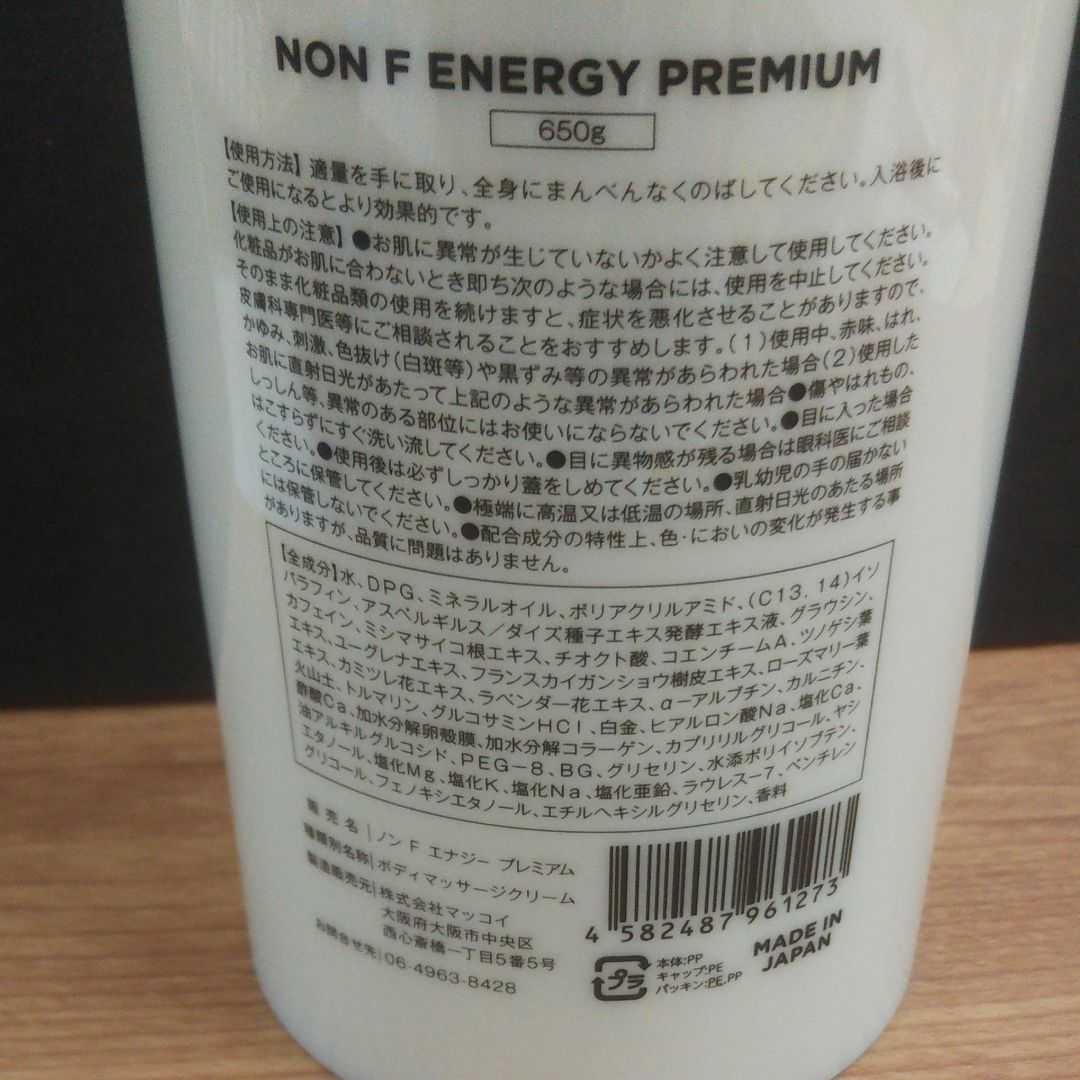 NON F ENERGY PREMIUM
650g
【使用方法】適量を手に取り、全身にまんべんなくのばしてください。入浴後に
ご使用になるとより効果的です。
【使用上の注意】●お肌に異常が生じていないかよく注意して使用してください。
化粧品がお肌に合わないとき即ち次のような場合には、使用を中止してください。
そのまま化粧品類の使用を続けますと、症状を悪化させることがありますので、
皮膚科専門医等にご相談されることをおすすめします。(1)使用中、赤味、はれ、
かゆみ、刺激、色抜け(白斑等)や黒ずみ等の異常があらわれた場合(2)使用した
お肌に直射日光があたって上記のような異常があらわれた場合●傷やはれもの、
しっしん等、異常のある部位にはお使いにならないでください。●目に入った場合
はこすらずにすぐ洗い流してください。●目に異物感が残る場合は眼科医にご相談
ください。●使用後は必ずしっかり蓋をしめてください。●乳幼児の手の届かない
ところに保管してください。●極端に高温又は低温の場所、直射日光のあたる場所
には保管しないでください。●配合成分の特性上、色・においの変化が発生する事
がありますが、品質に問題はありません。
【全成分】水、DPG、ミネラルオイル、ポリアクリルアミド、(C13,14)イソ
パラフィン、アスペルギルス/ダイズ種子エキス発酵エキス液、グラウシン、
カフェイン、ミシマサイコ根エキス、チオクト酸、コエンチームA、ツノゲシ葉
エキス、ユーグレナエキス、フランスカイガンショウ樹皮エキス、ローズマリー葉
エキス、カミツレ花エキス、ラベンダー花エキス、α-アルブチン、カルニチン、
火山土、トルマリン、グルコサミンHCl、白金、ヒアルロン酸Na、塩化Ca、
酢酸Ca、加水分解卵殻膜、加水分解コラーゲン、カプリリルグリコール、ヤシ
油アルキルグルコシド、PEG-8、BG、グリセリン、水添ポリイソブテン、
エタノール、塩化Mg、塩化K、塩化Na、塩化亜鉛、ラウレス-7、ペンチレン
グリコール、フェノキシエタノール、エチルヘキシルグリセリン、香料
販売名 ノン F エナジー プレミアム
種類別名称 ボディマッサージクリーム
製造販売元 株式会社マッコイ
大阪府大阪市中央区
西心斎橋一丁目5番5号
お問合せ先 06-4963-8428
4 582487 961273
プラ
本体:PP
キャップ:PE
パッキン:PE,PP
MADE IN
JAPAN